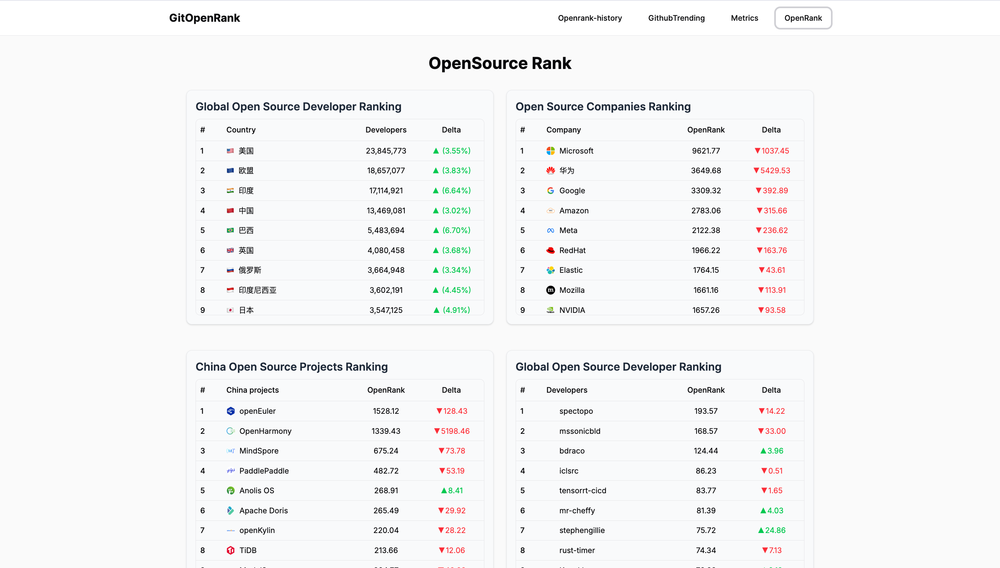 GitOpenRank
Openrank-history GithubTrending Metrics OpenRank
OpenSource Rank
Global Open Source Developer Ranking
# Country Developers Delta
1 美国 23,845,773 ▲ (3.55%)
2 欧盟 18,657,077 ▲ (3.83%)
3 印度 17,114,921 ▲ (6.64%)
4 中国 13,469,081 ▲ (3.02%)
5 巴西 5,483,694 ▲ (6.70%)
6 英国 4,080,458 ▲ (3.68%)
7 俄罗斯 3,664,948 ▲ (3.34%)
8 印度尼西亚 3,602,191 ▲ (4.45%)
9 日本 3,547,125 ▲ (4.91%)
Open Source Companies Ranking
# Company OpenRank Delta
1 Microsoft 9621.77 ▼1037.45
2 华为 3649.68 ▼5429.53
3 Google 3309.32 ▼392.89
4 Amazon 2783.06 ▼315.66
5 Meta 2122.38 ▼236.62
6 RedHat 1966.22 ▼163.76
7 Elastic 1764.15 ▼43.61
8 Mozilla 1661.16 ▼113.91
9 NVIDIA 1657.26 ▼93.58
China Open Source Projects Ranking
# China projects OpenRank Delta
1 openEuler 1528.12 ▼128.43
2 OpenHarmony 1339.43 ▼5198.46
3 MindSpore 675.24 ▼73.78
4 PaddlePaddle 482.72 ▼53.19
5 Anolis OS 268.91 ▲8.41
6 Apache Doris 265.49 ▼29.92
7 openKylin 220.04 ▼28.22
8 TiDB 213.66 ▼12.06
Global Open Source Developer Ranking
# Developers OpenRank Delta
1 spectopo 193.57 ▼14.22
2 mssonicbld 168.57 ▼33.00
3 bdraco 124.44 ▲3.96
4 iclsrc 86.23 ▼0.51
5 tensorrt-cicd 83.77 ▼1.65
6 mr-cheffy 81.39 ▲4.03
7 stephengillie 75.72 ▲24.86
8 rust-timer 74.34 ▼7.13